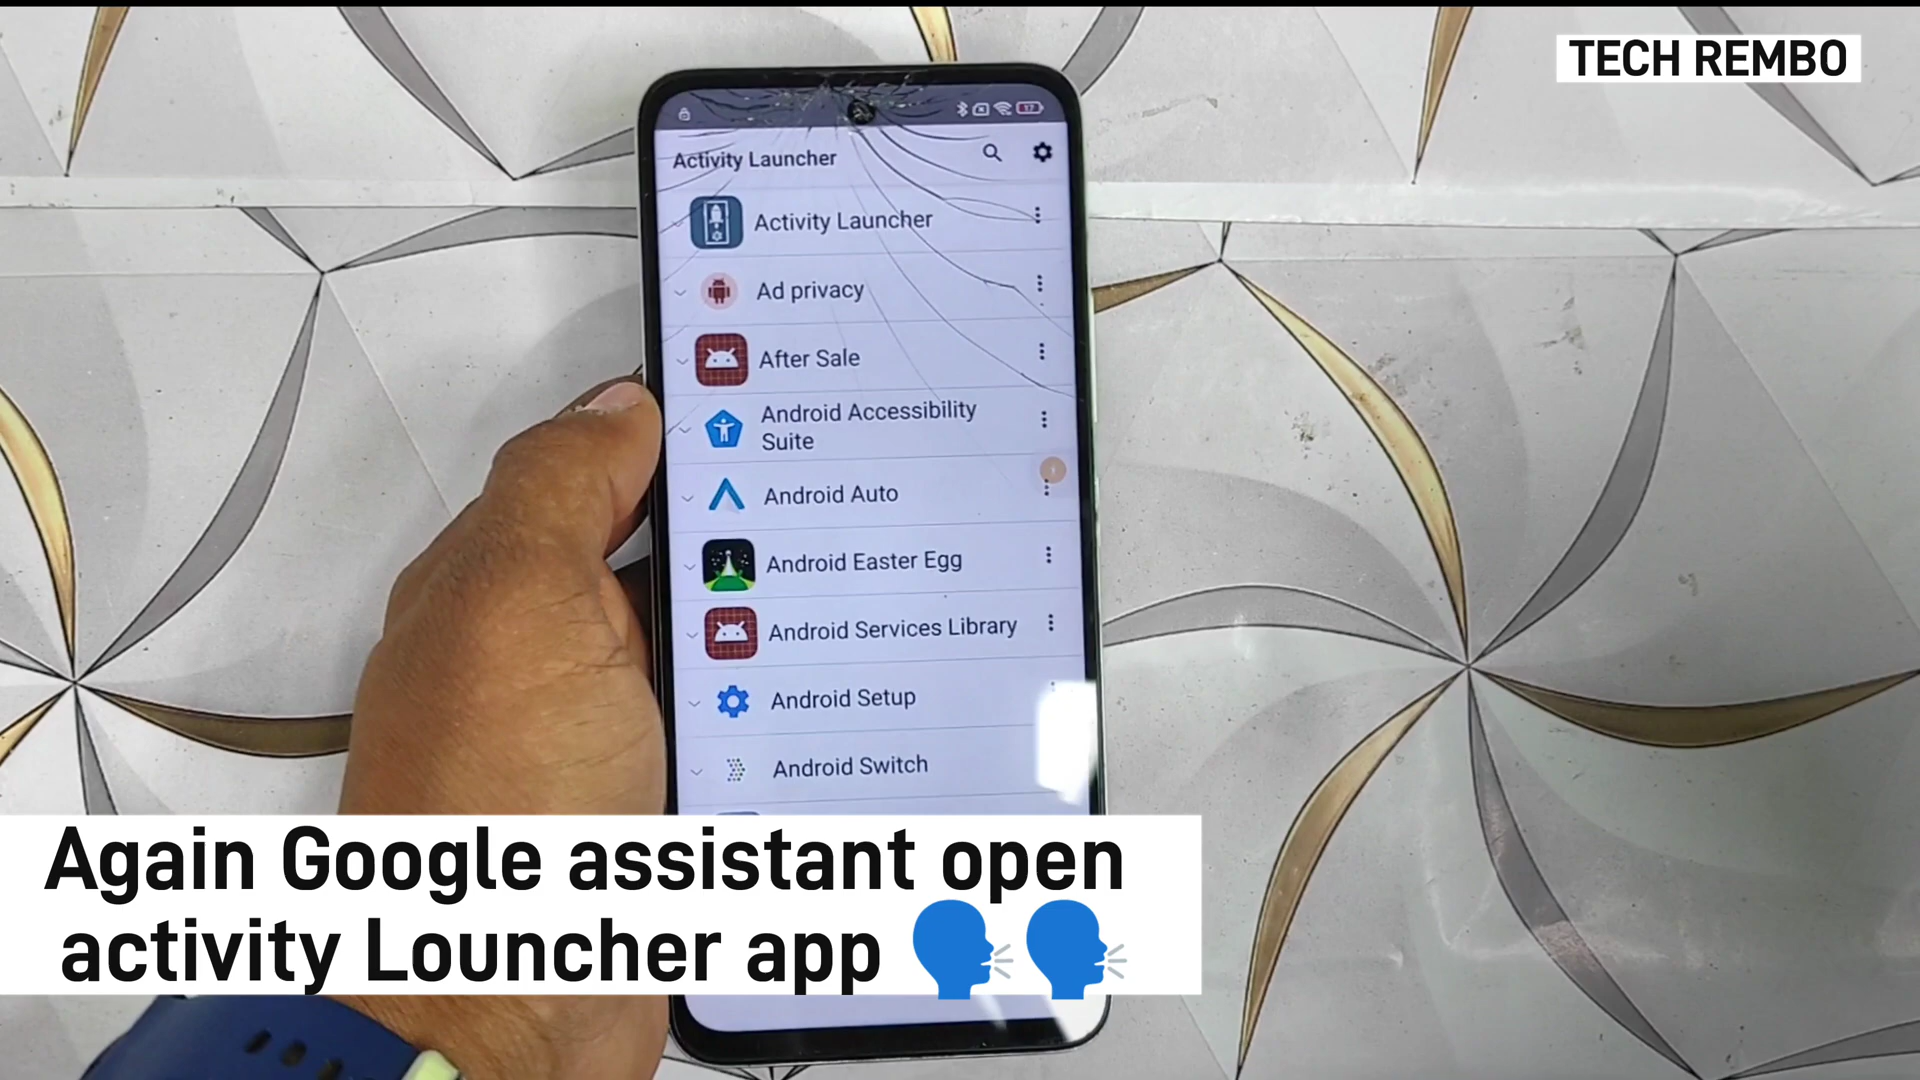 TECH REMBO
17
Activity Launcher
Activity Launcher
Ad privacy
After Sale
Android Accessibility
Suite
Android Auto
Android Easter Egg
Android Services Library
Android Setup
Android Switch
Again Google assistant open
activity Louncher app 🗣️🗣️